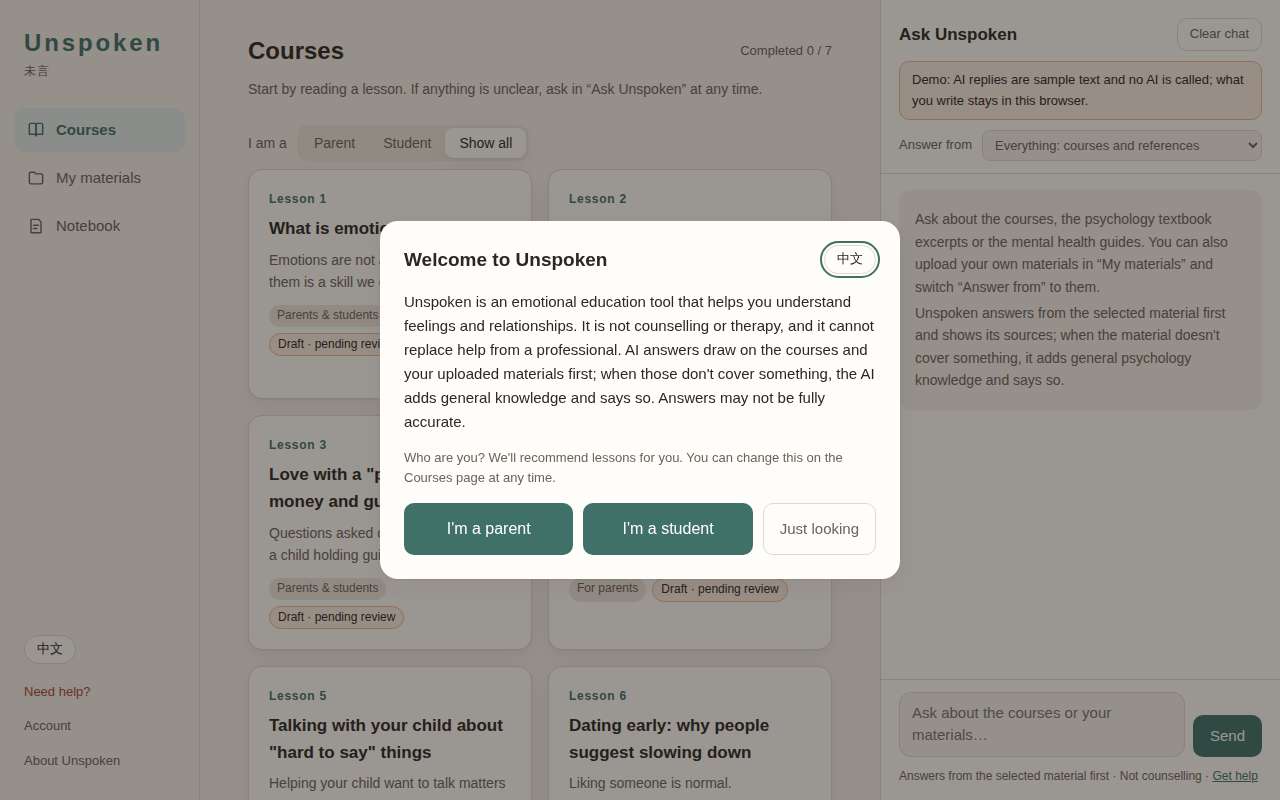 Unspoken
未言
Courses
My materials
Notebook
中文
Need help?
Account
About Unspoken
Courses
Completed 0 / 7
Start by reading a lesson. If anything is unclear, ask in “Ask Unspoken” at any time.
I am a
Parent
Student
Show all
Lesson 1
What is emotio
Emotions are not
them is a skill we
Parents & students
Draft · pending revi
Lesson 2
Lesson 3
Love with a "p
money and gu
Questions asked
a child holding gui
Parents & students
Draft · pending review
For parents
Draft · pending review
Lesson 5
Talking with your child about
"hard to say" things
Helping your child want to talk matters
Lesson 6
Dating early: why people
suggest slowing down
Liking someone is normal.
Welcome to Unspoken
中文
Unspoken is an emotional education tool that helps you understand
feelings and relationships. It is not counselling or therapy, and it cannot
replace help from a professional. AI answers draw on the courses and
your uploaded materials first; when those don't cover something, the AI
adds general knowledge and says so. Answers may not be fully
accurate.
Who are you? We'll recommend lessons for you. You can change this on the
Courses page at any time.
I'm a parent
I'm a student
Just looking
Ask Unspoken
Clear chat
Demo: AI replies are sample text and no AI is called; what
you write stays in this browser.
Answer from
Everything: courses and references
Ask about the courses, the psychology textbook
excerpts or the mental health guides. You can also
upload your own materials in “My materials” and
switch “Answer from” to them.
Unspoken answers from the selected material first
and shows its sources; when the material doesn’t
cover something, it adds general psychology
knowledge and says so.
Ask about the courses or your
materials…
Send
Answers from the selected material first · Not counselling · Get help